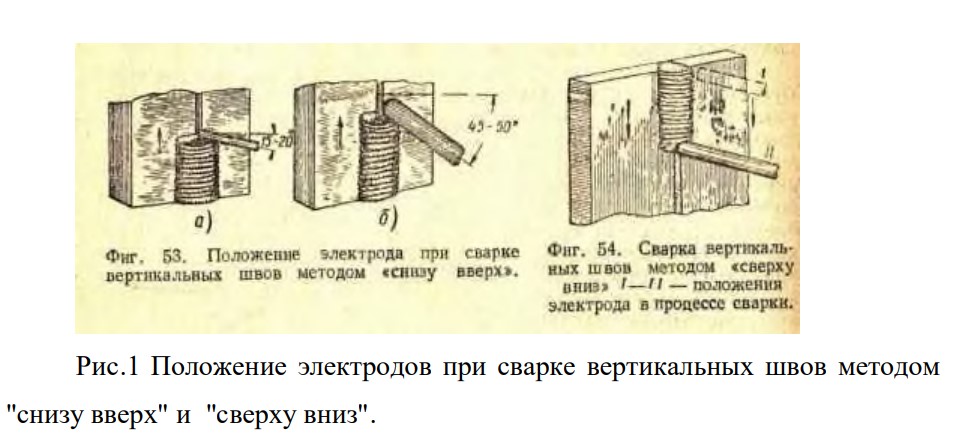 15-20
45-50°
I
II
а)
б)
Фиг. 53. Положение электрода при сварке
вертикальных швов методом «снизу вверх».
Фиг. 54. Сварка вертикаль-
ных швов методом «сверху
вниз» I—II — положения
электрода в процессе сварки.
Рис.1 Положение электродов при сварке вертикальных швов методом
"снизу вверх" и "сверху вниз".